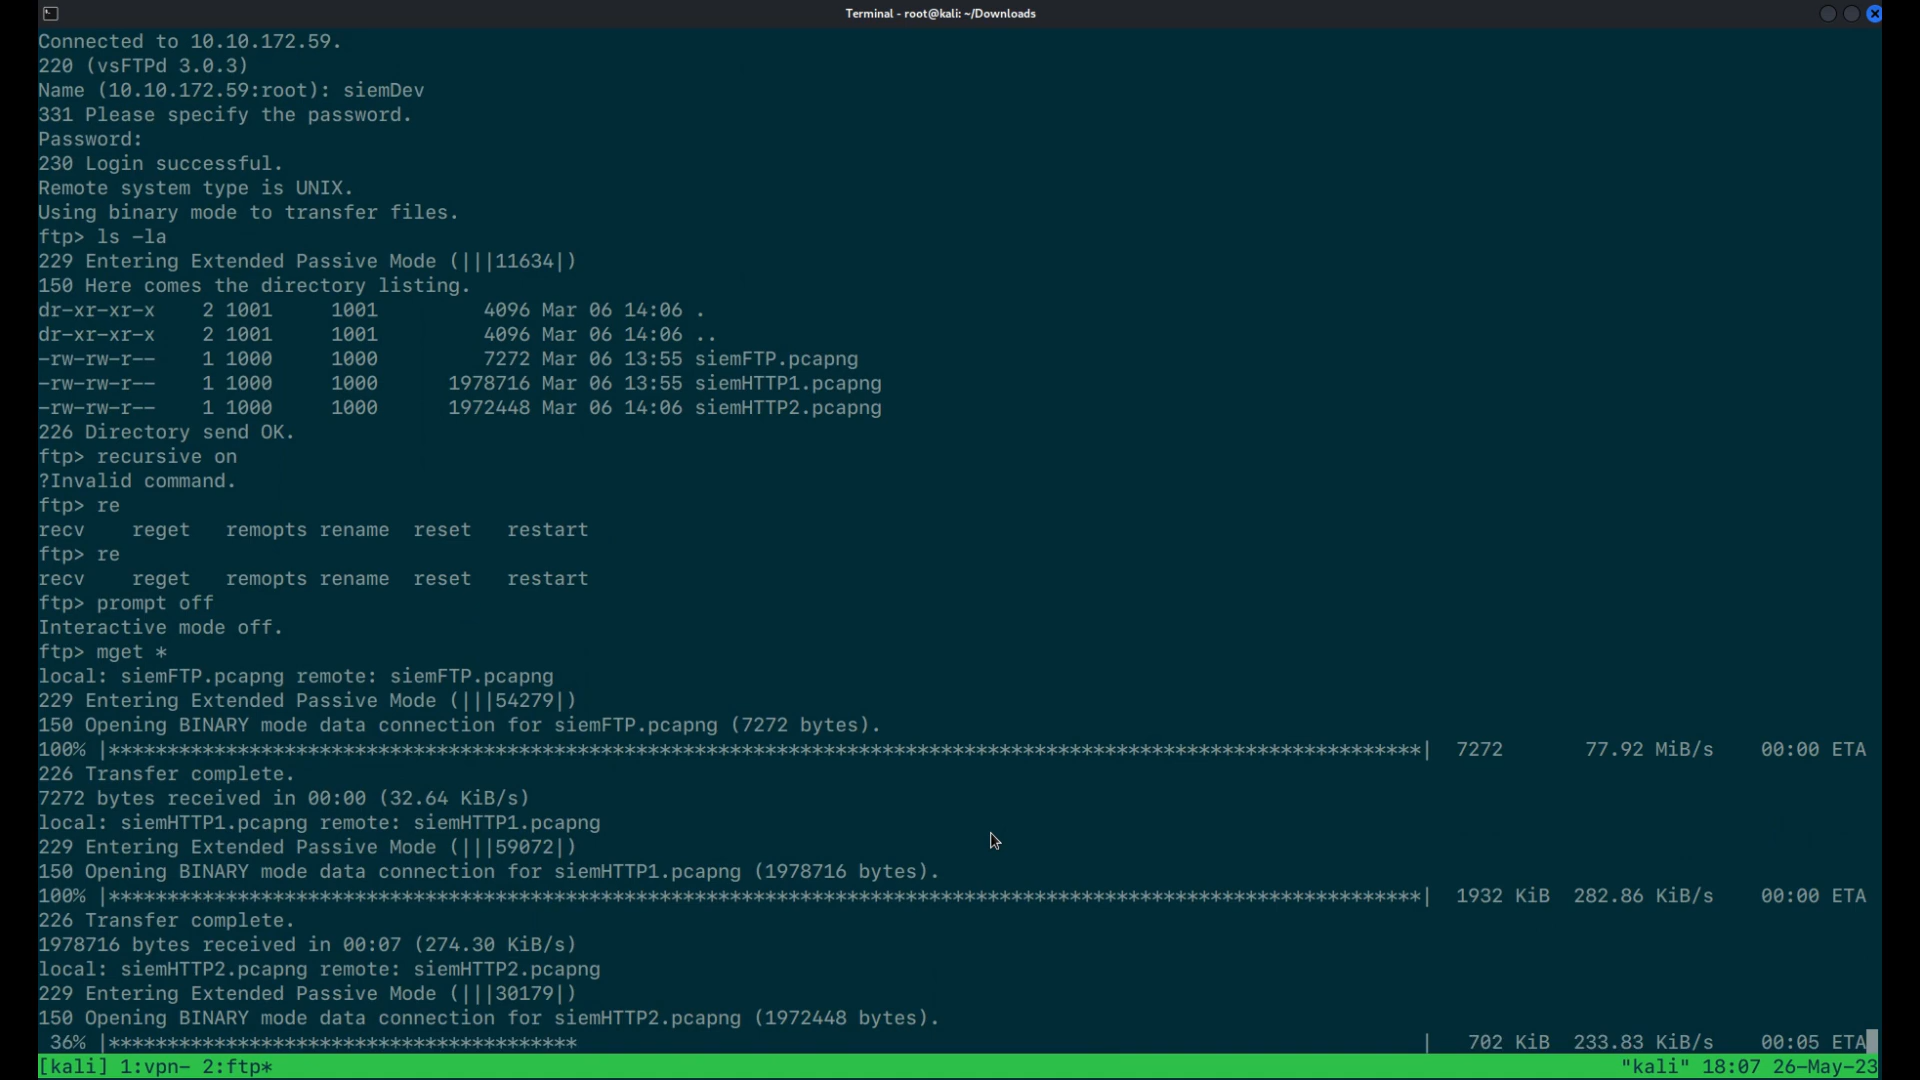 Terminal - root@kali: ~/Downloads
Connected to 10.10.172.59.
220 (vsFTPd 3.0.3)
Name (10.10.172.59:root): siemDev
331 Please specify the password.
Password:
230 Login successful.
Remote system type is UNIX.
Using binary mode to transfer files.
ftp> ls -la
229 Entering Extended Passive Mode (|||11634|)
150 Here comes the directory listing.
dr-xr-xr-x    2 1001     1001         4096 Mar 06 14:06 .
dr-xr-xr-x    2 1001     1001         4096 Mar 06 14:06 ..
-rw-rw-r--    1 1000     1000         7272 Mar 06 13:55 siemFTP.pcapng
-rw-rw-r--    1 1000     1000      1978716 Mar 06 13:55 siemHTTP1.pcapng
-rw-rw-r--    1 1000     1000      1972448 Mar 06 14:06 siemHTTP2.pcapng
226 Directory send OK.
ftp> recursive on
?Invalid command.
ftp> re
recv    reget   remopts rename  reset   restart
ftp> re
recv    reget   remopts rename  reset   restart
ftp> prompt off
Interactive mode off.
ftp> mget *
local: siemFTP.pcapng remote: siemFTP.pcapng
229 Entering Extended Passive Mode (|||54279|)
150 Opening BINARY mode data connection for siemFTP.pcapng (7272 bytes).
100% |****************************************************************************************************************|  7272       77.92 MiB/s    00:00 ETA
226 Transfer complete.
7272 bytes received in 00:00 (32.64 KiB/s)
local: siemHTTP1.pcapng remote: siemHTTP1.pcapng
229 Entering Extended Passive Mode (|||59072|)
150 Opening BINARY mode data connection for siemHTTP1.pcapng (1978716 bytes).
100% |****************************************************************************************************************|  1932 KiB  282.86 KiB/s    00:00 ETA
226 Transfer complete.
1978716 bytes received in 00:07 (274.30 KiB/s)
local: siemHTTP2.pcapng remote: siemHTTP2.pcapng
229 Entering Extended Passive Mode (|||30179|)
150 Opening BINARY mode data connection for siemHTTP2.pcapng (1972448 bytes).
 36% |****************************************                                                                        |   702 KiB  233.83 KiB/s    00:05 ETA
[kali] 1:vpn- 2:ftp* "kali" 18:07 26-May-23